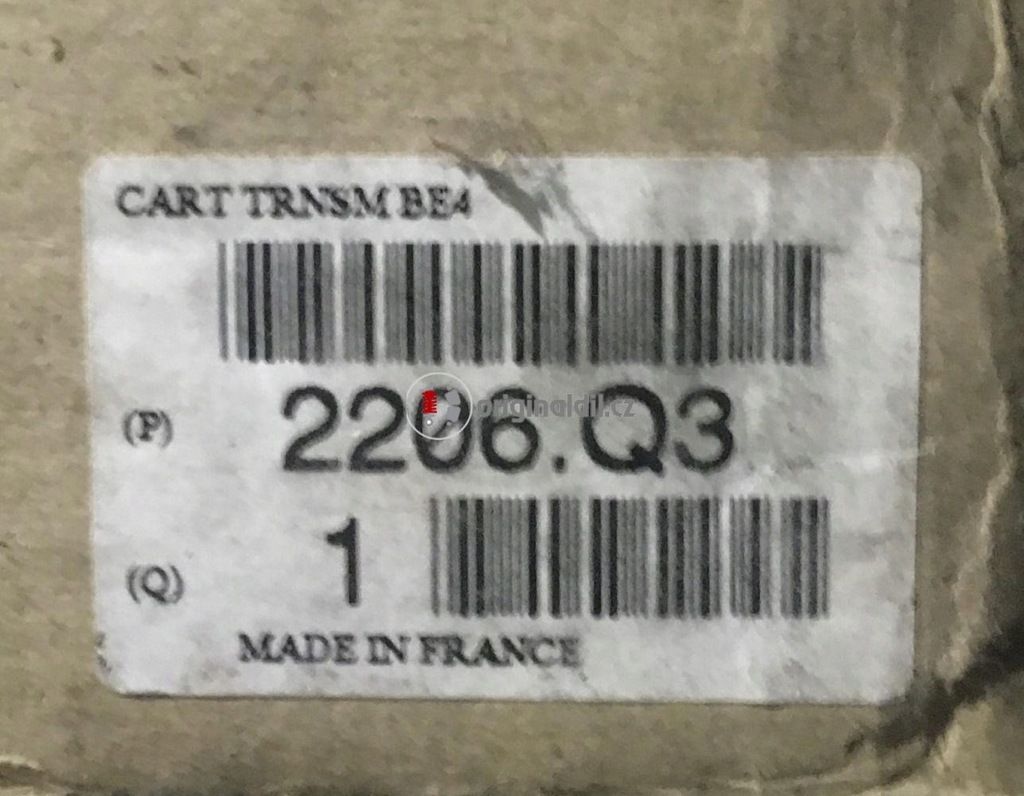 CART TRNSM BE4
(P) 2206.Q3
originaldil.cz
(Q) 1
MADE IN FRANCE